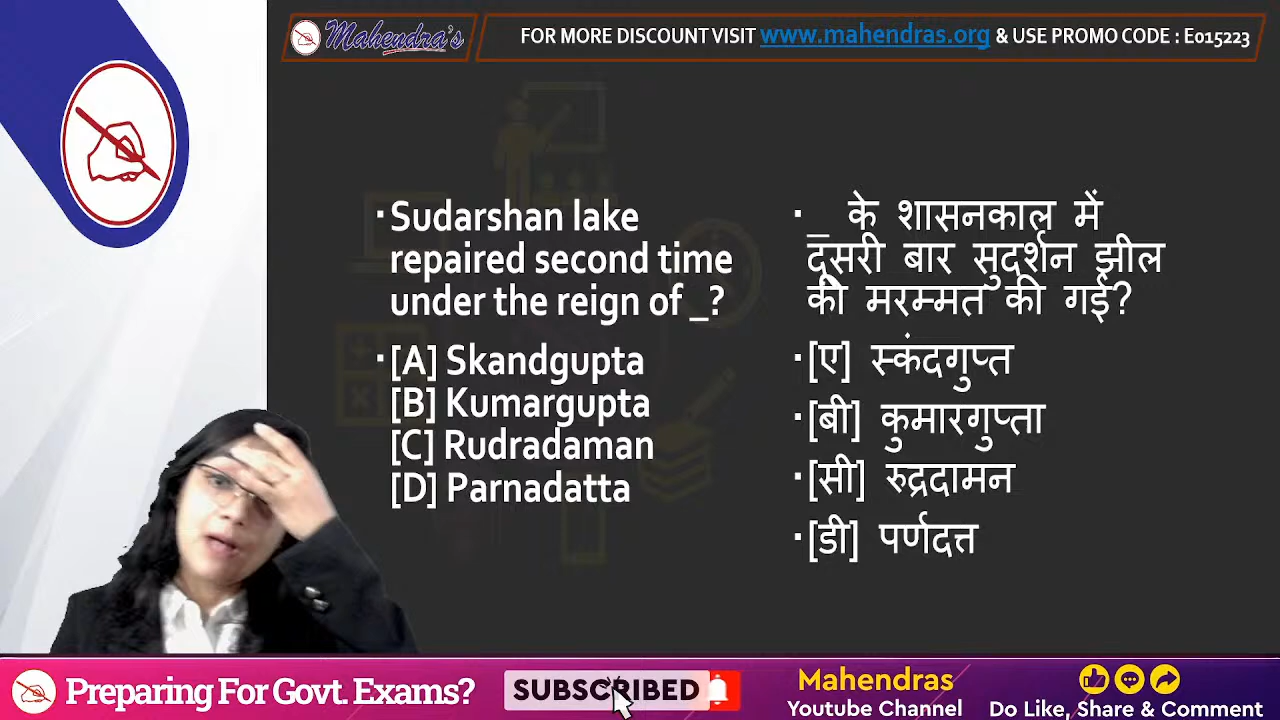 Mahendra's
FOR MORE DISCOUNT VISIT www.mahendras.org & USE PROMO CODE : E015223
· Sudarshan lake
repaired second time
under the reign of _?
· [A] Skandgupta
[B] Kumargupta
[C] Rudradaman
[D] Parnadatta
· _ के शासनकाल में
दूसरी बार सुदर्शन झील
की मरम्मत की गई?
· [ए] स्कंदगुप्त
· [बी] कुमारगुप्ता
· [सी] रुद्रदामन
· [डी] पर्णदत्त
Preparing For Govt. Exams?
SUBSCRIBED
Mahendras
Youtube Channel
Do Like, Share & Comment